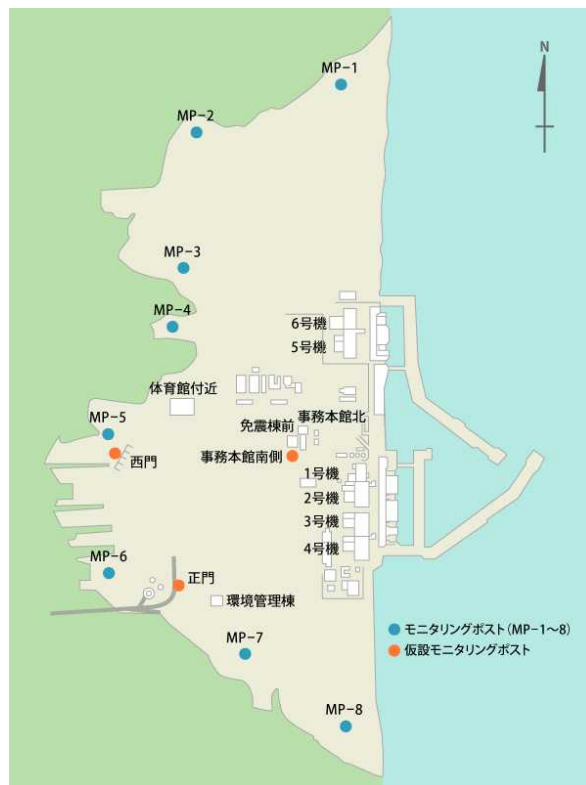 N
MP-1
MP-2
MP-3
MP-4
6号機
5号機
体育館付近
事務本館北
免震棟前
MP-5
西門
事務本館南側
1号機
2号機
3号機
4号機
MP-6
正門
環境管理棟
MP-7
MP-8
モニタリングポスト(MP-1〜8)
仮設モニタリングポスト